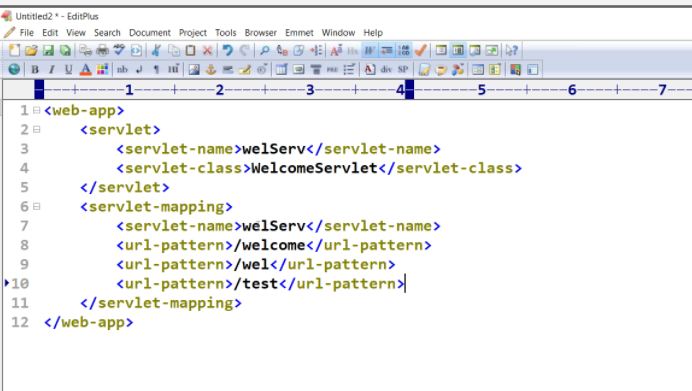 Untitled2 * - EditPlus
File Edit View Search Document Project Tools Browser Emmet Window Help
B I U A nb Hi A div SP
1 2 3 4 5 6 7
1 <web-app>
2 <servlet>
3 <servlet-name>welServ</servlet-name>
4 <servlet-class>WelcomeServlet</servlet-class>
5 </servlet>
6 <servlet-mapping>
7 <servlet-name>welServ</servlet-name>
8 <url-pattern>/welcome</url-pattern>
9 <url-pattern>/wel</url-pattern>
10 <url-pattern>/test</url-pattern>
11 </servlet-mapping>
12 </web-app>